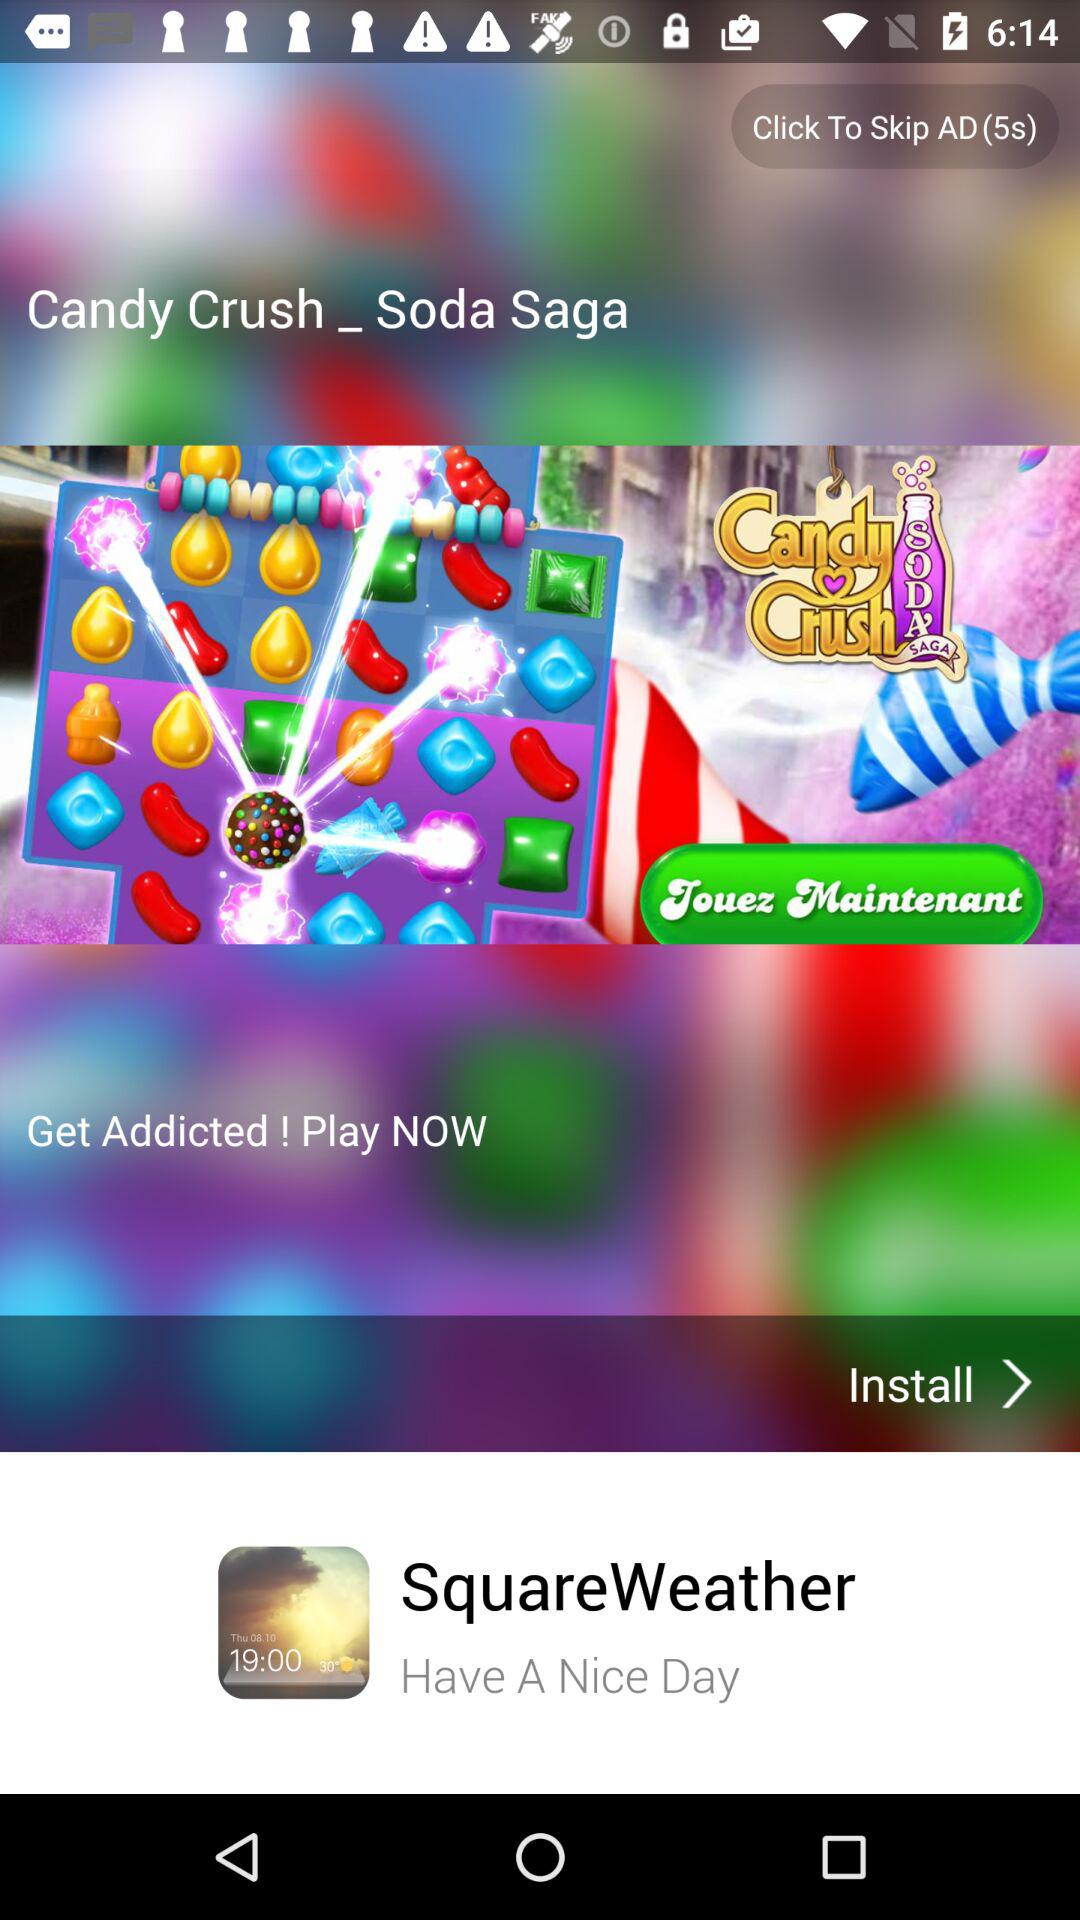 FAKE
6:14
Click To Skip AD(5s)
Candy Crush _ Soda Saga
Candy
Crush
SODA
SAGA
Jouez Maintenant
Get Addicted ! Play NOW
Install
SquareWeather
Have A Nice Day
Thu 08.10
19:00 30°